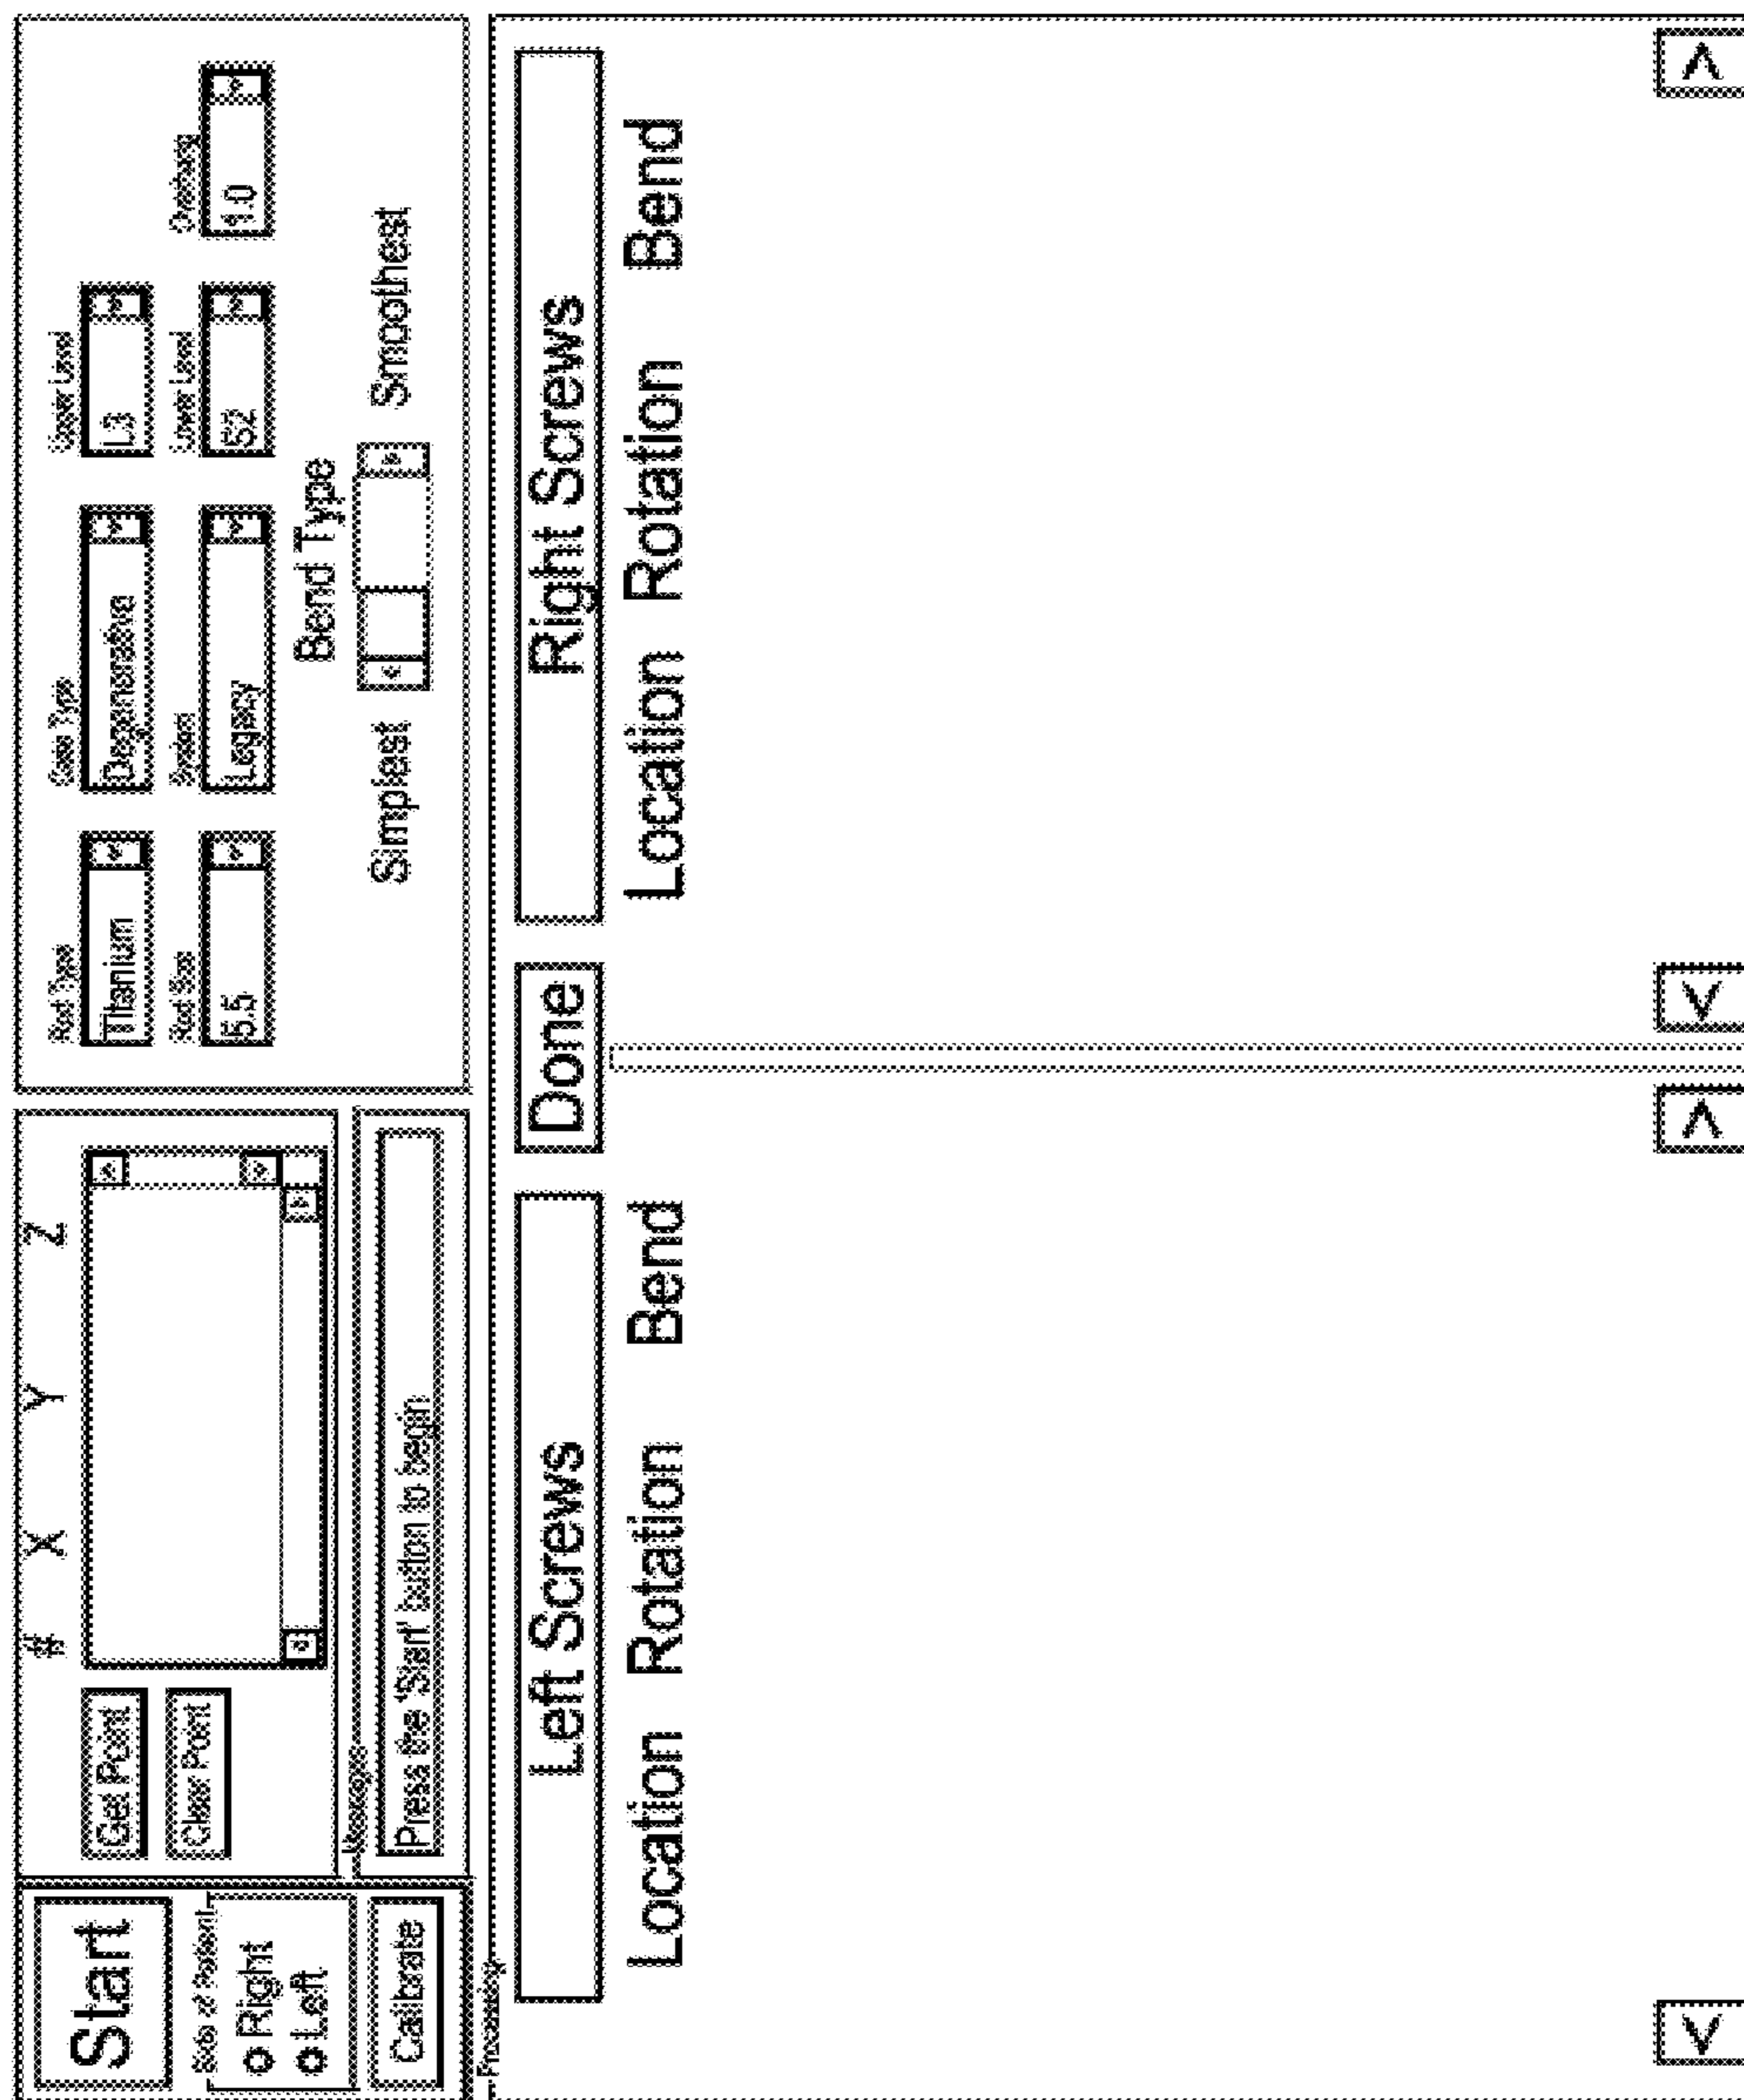 Start
Side of Patient
Right
Left
Calibrate
Get Point
Clear Point
# X Y Z
Message
Press the 'Start' button to begin
Rod Type
Titanium
Case Type
Degenerative
Upper Level
L3
Rod Size
5.5
System
Legacy
Lower Level
S2
Overhang
1.0
Bend Type
Simplest
Smoothest
Processing
Left Screws
Done
Right Screws
Location Rotation Bend
Location Rotation Bend